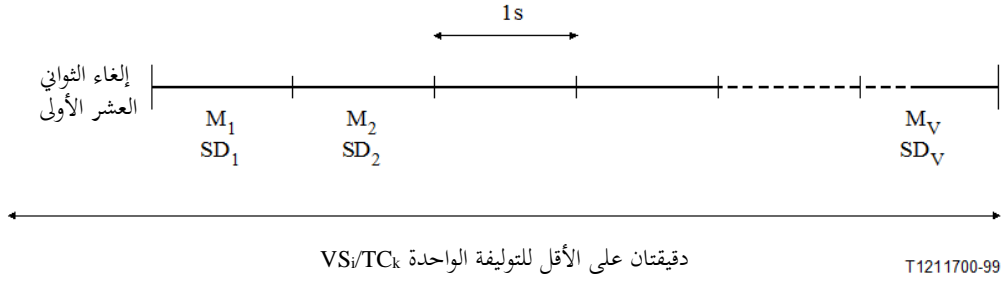 1s
إلغاء الثواني
العشر الأولى
M1 M2 MV
SD1 SD2 SDV
دقيقتان على الأقل للتوليفة الواحدة VSi/TCk
T1211700-99